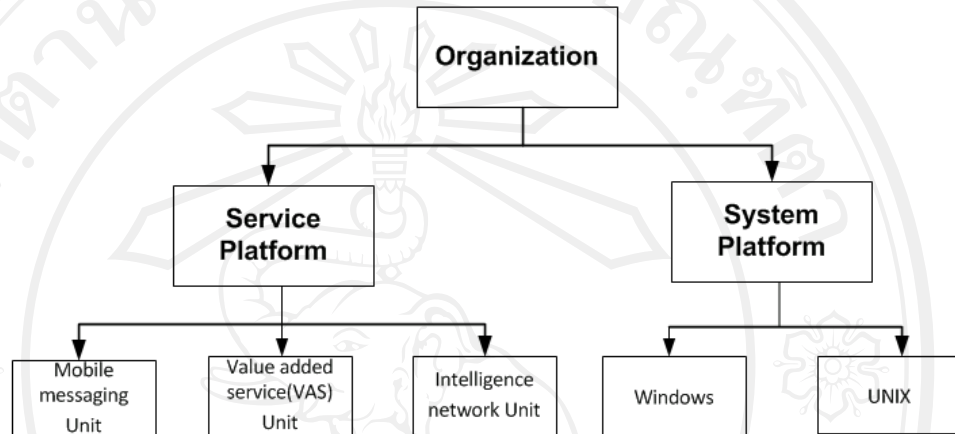 Organization
Service
Platform
System
Platform
Mobile
messaging
Unit
Value added
service(VAS)
Unit
Intelligence
network Unit
Windows
UNIX